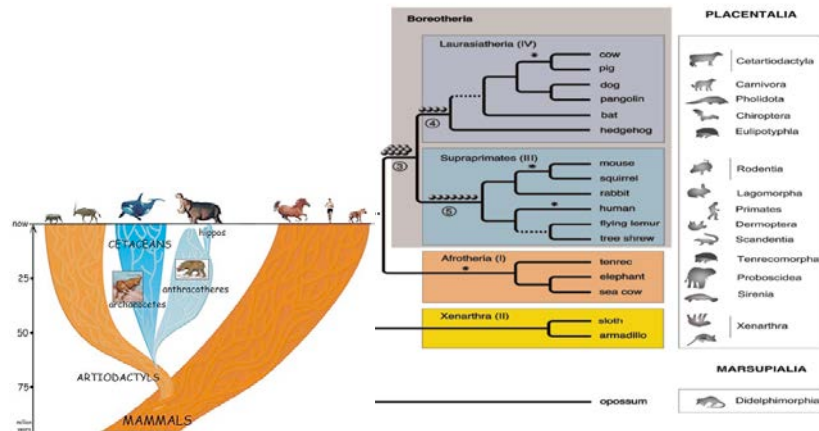 now
25
50
75
CETACEANS
hippos
archaeocetes
anthracotheres
ARTIODACTYLS
MAMMALS
Boreotheria
Laurasiatheria (IV)
cow
pig
dog
pangolin
bat
hedgehog
④
③
Supraprimates (III)
mouse
squirrel
rabbit
human
flying lemur
tree shrew
⑤
Afrotheria (I)
tenrec
elephant
sea cow
Xenarthra (II)
sloth
armadillo
opossum
PLACENTALIA
Cetartiodactyla
Carnivora
Pholidota
Chiroptera
Eulipotyphla
Rodentia
Lagomorpha
Primates
Dermoptera
Scandentia
Tenrecomorpha
Proboscidea
Sirenia
Xenarthra
MARSUPIALIA
Didelphimorphia